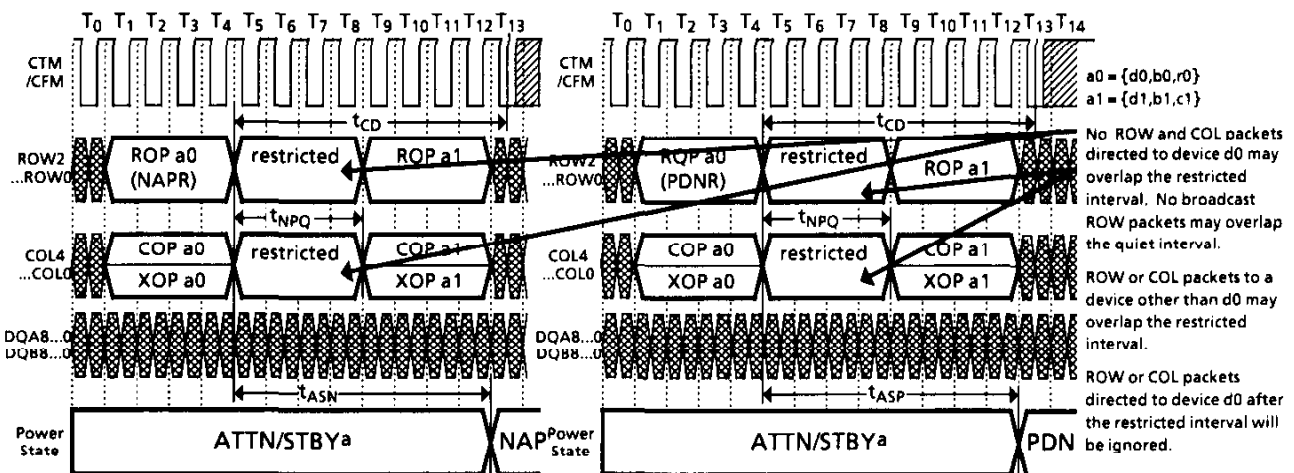 T0 T1 T2 T3 T4 T5 T6 T7 T8 T9 T10 T11 T12 T13
CTM
/CFM
tCD
ROW2
...ROW0
ROP a0
(NAPR)
restricted
ROP a1
tNPQ
COL4
...COL0
COP a0
XOP a0
restricted
COP a1
XOP a1
DQA8...0
DQB8...0
tASN
Power
State
ATTN/STBYa
NAP
T0 T1 T2 T3 T4 T5 T6 T7 T8 T9 T10 T11 T12 T13 T14
CTM
/CFM
tCD
ROW2
...ROW0
ROP a0
(PDNR)
restricted
ROP a1
tNPQ
COL4
...COL0
COP a0
XOP a0
restricted
COP a1
XOP a1
DQA8...0
DQB8...0
tASP
Power
State
ATTN/STBYa
PDN
a0 = {d0,b0,r0}
a1 = {d1,b1,c1}
No ROW and COL packets
directed to device d0 may
overlap the restricted
interval. No broadcast
ROW packets may overlap
the quiet interval.
ROW or COL packets to a
device other than d0 may
overlap the restricted
interval.
ROW or COL packets
directed to device d0 after
the restricted interval will
be ignored.